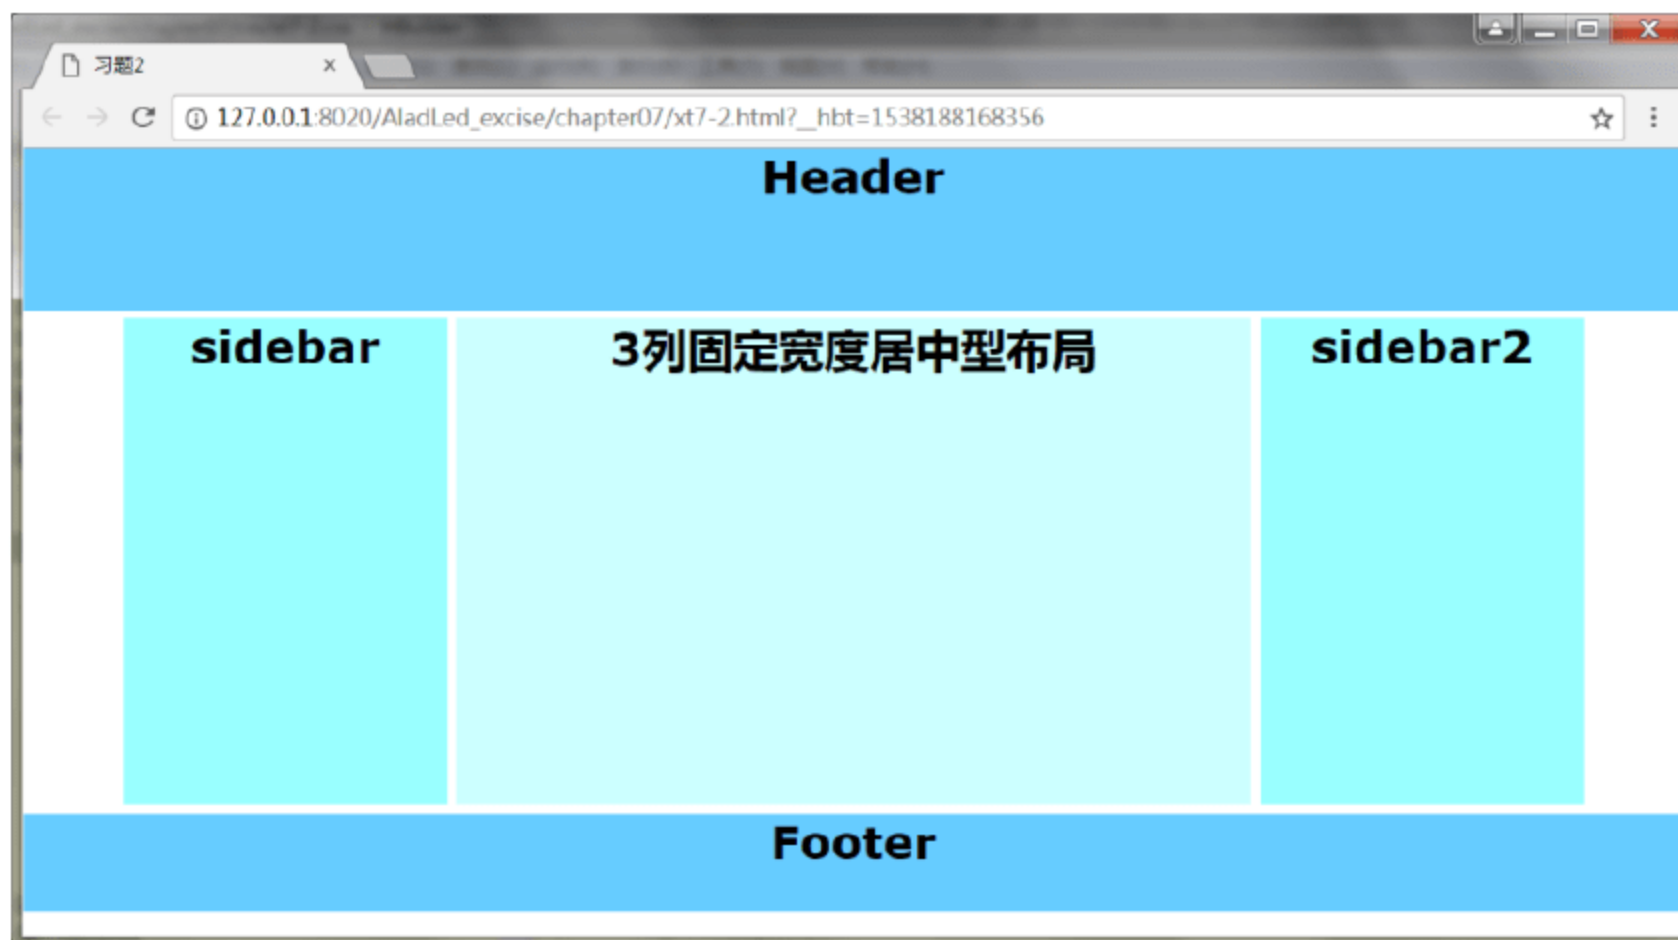 习题2
127.0.0.1:8020/AladLed_excise/chapter07/xt7-2.html?__hbt=1538188168356
Header
sidebar
3列固定宽度居中型布局
sidebar2
Footer